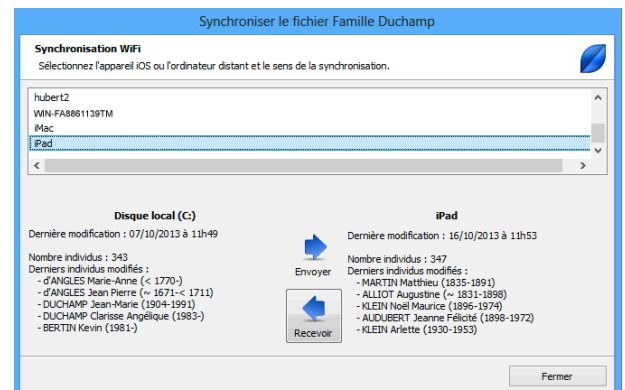 Synchroniser le fichier Famille Duchamp
Synchronisation WiFi
Sélectionnez l'appareil iOS ou l'ordinateur distant et le sens de la synchronisation.
hubert2
WIN-FA8861139TM
iMac
iPad
Disque local (C:)
Dernière modification : 07/10/2013 à 11h49
Nombre individus : 343
Derniers individus modifiés :
- d'ANGLES Marie-Anne (< 1770-)
- d'ANGLES Jean Pierre (~ 1671-< 1711)
- DUCHAMP Jean-Marie (1904-1991)
- DUCHAMP Clarisse Angélique (1983-)
- BERTIN Kevin (1981-)
Envoyer
Recevoir
iPad
Dernière modification : 16/10/2013 à 11h53
Nombre individus : 347
Derniers individus modifiés :
- MARTIN Matthieu (1835-1891)
- ALLIOT Augustine (~ 1831-1898)
- KLEIN Noël Maurice (1896-1974)
- AUDUBERT Jeanne Félicité (1898-1972)
- KLEIN Arlette (1930-1953)
Fermer